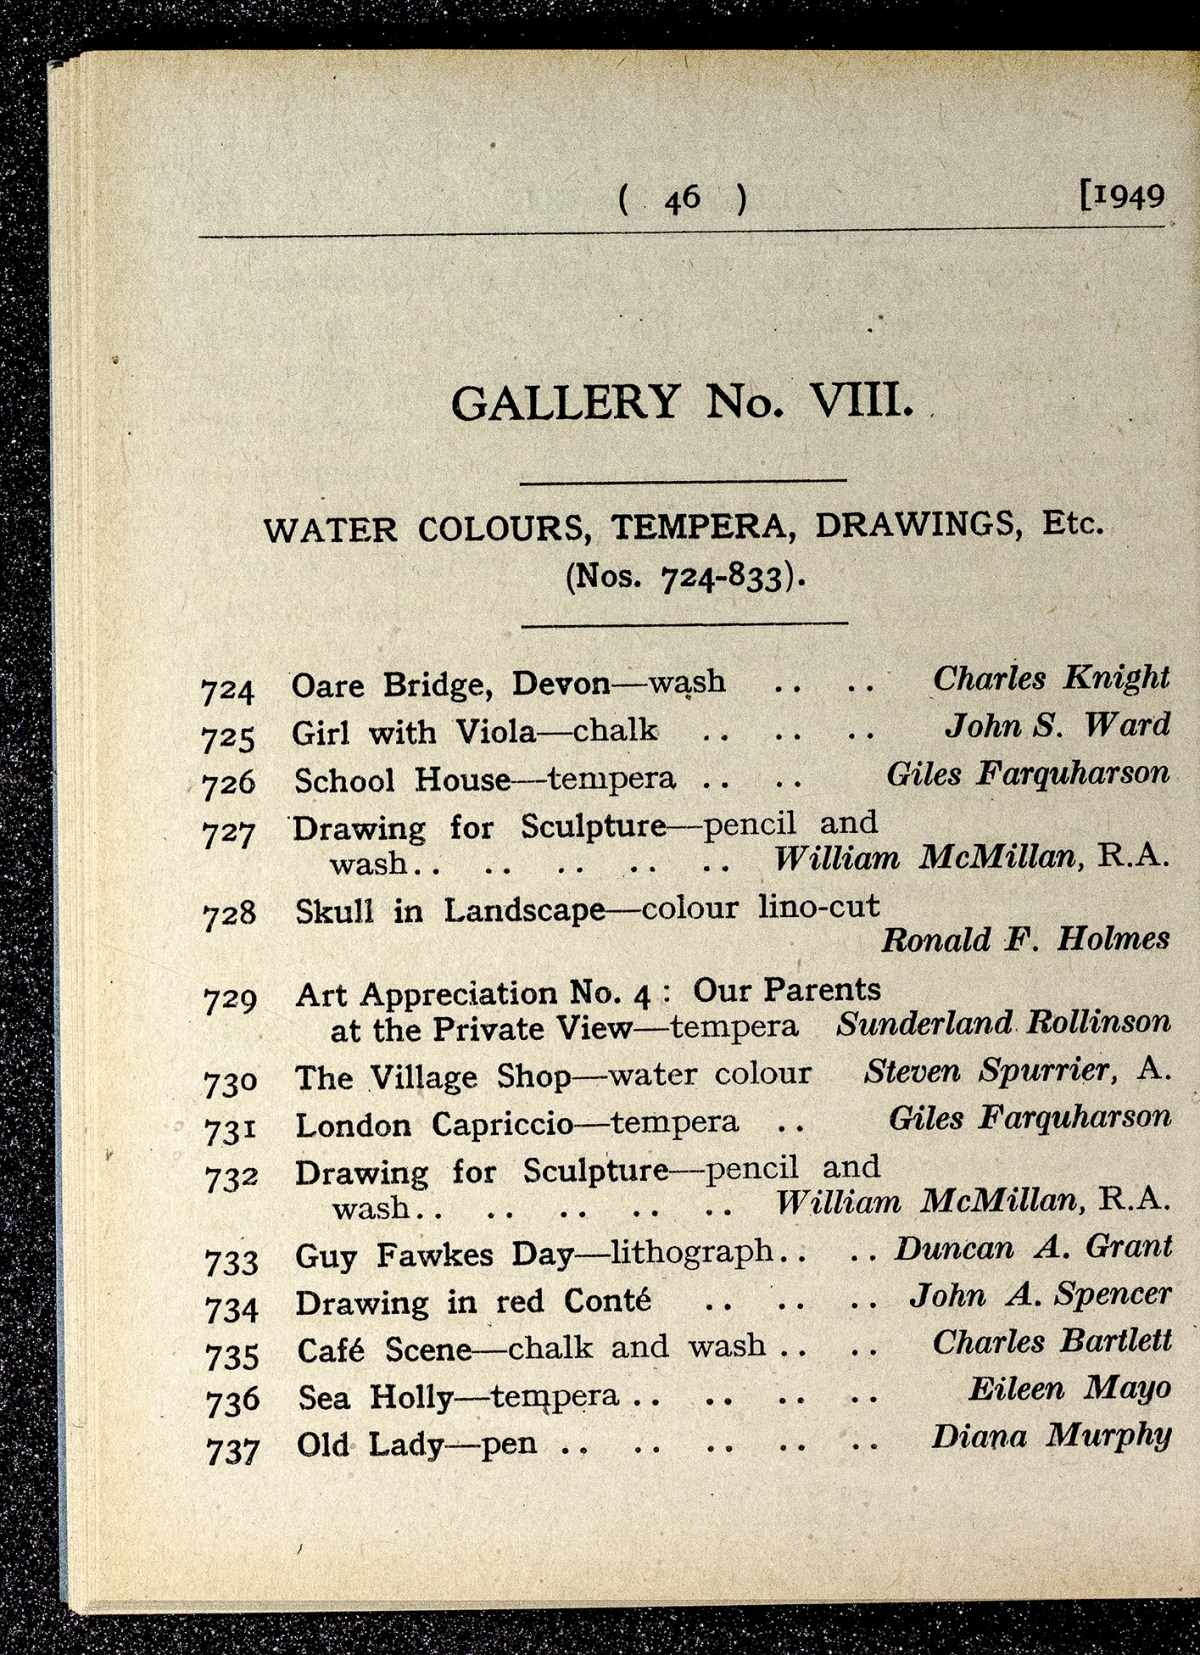 ( 46 ) [1949
GALLERY No. VIII.
WATER COLOURS, TEMPERA, DRAWINGS, Etc.
(Nos. 724-833).
724 Oare Bridge, Devon—wash .. .. Charles Knight
725 Girl with Viola—chalk .. .. .. John S. Ward
726 School House—tempera .. .. Giles Farquharson
727 Drawing for Sculpture—pencil and
wash.. .. .. .. .. William McMillan, R.A.
728 Skull in Landscape—colour lino-cut
Ronald F. Holmes
729 Art Appreciation No. 4 : Our Parents
at the Private View—tempera Sunderland Rollinson
730 The Village Shop—water colour Steven Spurrier, A.
731 London Capriccio—tempera .. Giles Farquharson
732 Drawing for Sculpture—pencil and
wash.. .. .. .. .. William McMillan, R.A.
733 Guy Fawkes Day—lithograph.. .. Duncan A. Grant
734 Drawing in red Conté .. .. .. John A. Spencer
735 Café Scene—chalk and wash .. .. Charles Bartlett
736 Sea Holly—tempera .. .. .. .. Eileen Mayo
737 Old Lady—pen .. .. .. .. .. Diana Murphy